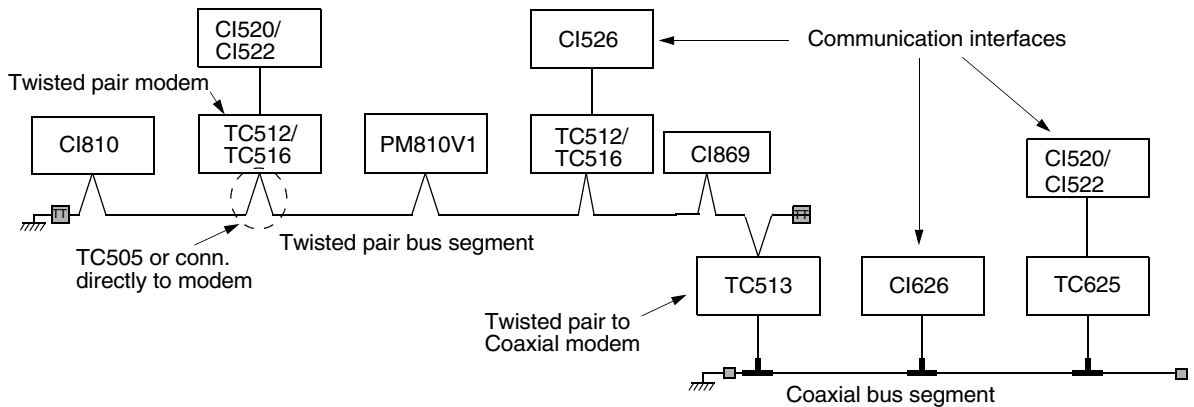 CI520/
CI522
CI526
Communication interfaces
Twisted pair modem
CI810
TC512/
TC516
PM810V1
TC512/
TC516
CI869
CI520/
CI522
TT
TT
TC505 or conn.
directly to modem
Twisted pair bus segment
TC513
CI626
TC625
Twisted pair to
Coaxial modem
Coaxial bus segment